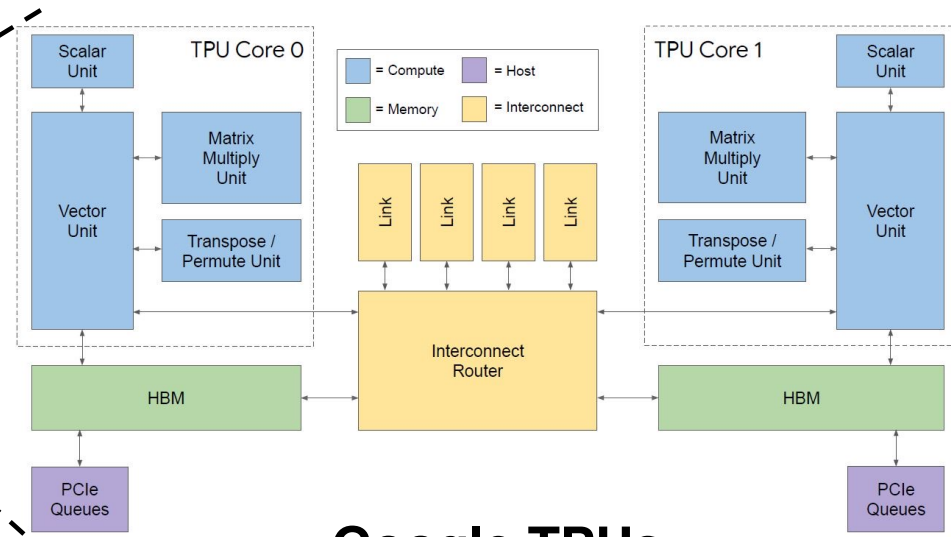 TPU Core 0
Scalar
Unit
Vector
Unit
Matrix
Multiply
Unit
Transpose /
Permute Unit
HBM
PCIe
Queues
= Compute
= Host
= Memory
= Interconnect
Link
Link
Link
Link
Interconnect
Router
TPU Core 1
Scalar
Unit
Matrix
Multiply
Unit
Vector
Unit
Transpose /
Permute Unit
HBM
PCIe
Queues
Google TPUs